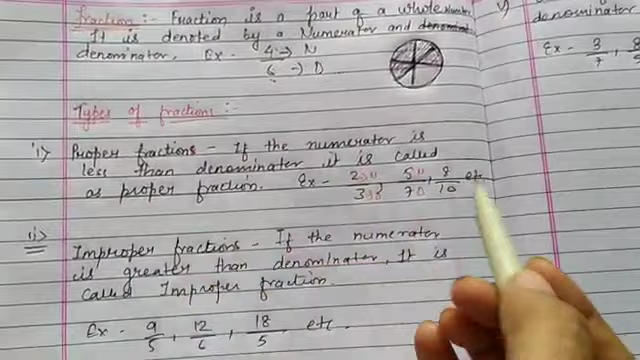 fraction :- Fraction is a part of a whole number
It is denoted by a Numerator and denominator
denominator. Ex - 4 → N
6 → D
Types of fractions :-
i) Proper fractions - If the numerator is
less than denominator it is called
as proper fraction. Ex - 2/3, 5/7, 8/10 etc
ii) Improper fractions - If the numerator
is greater than denominator, It is
called Improper fraction.
Ex - 9/5, 12/6, 18/5 etc.
denominator
Ex - 3/7